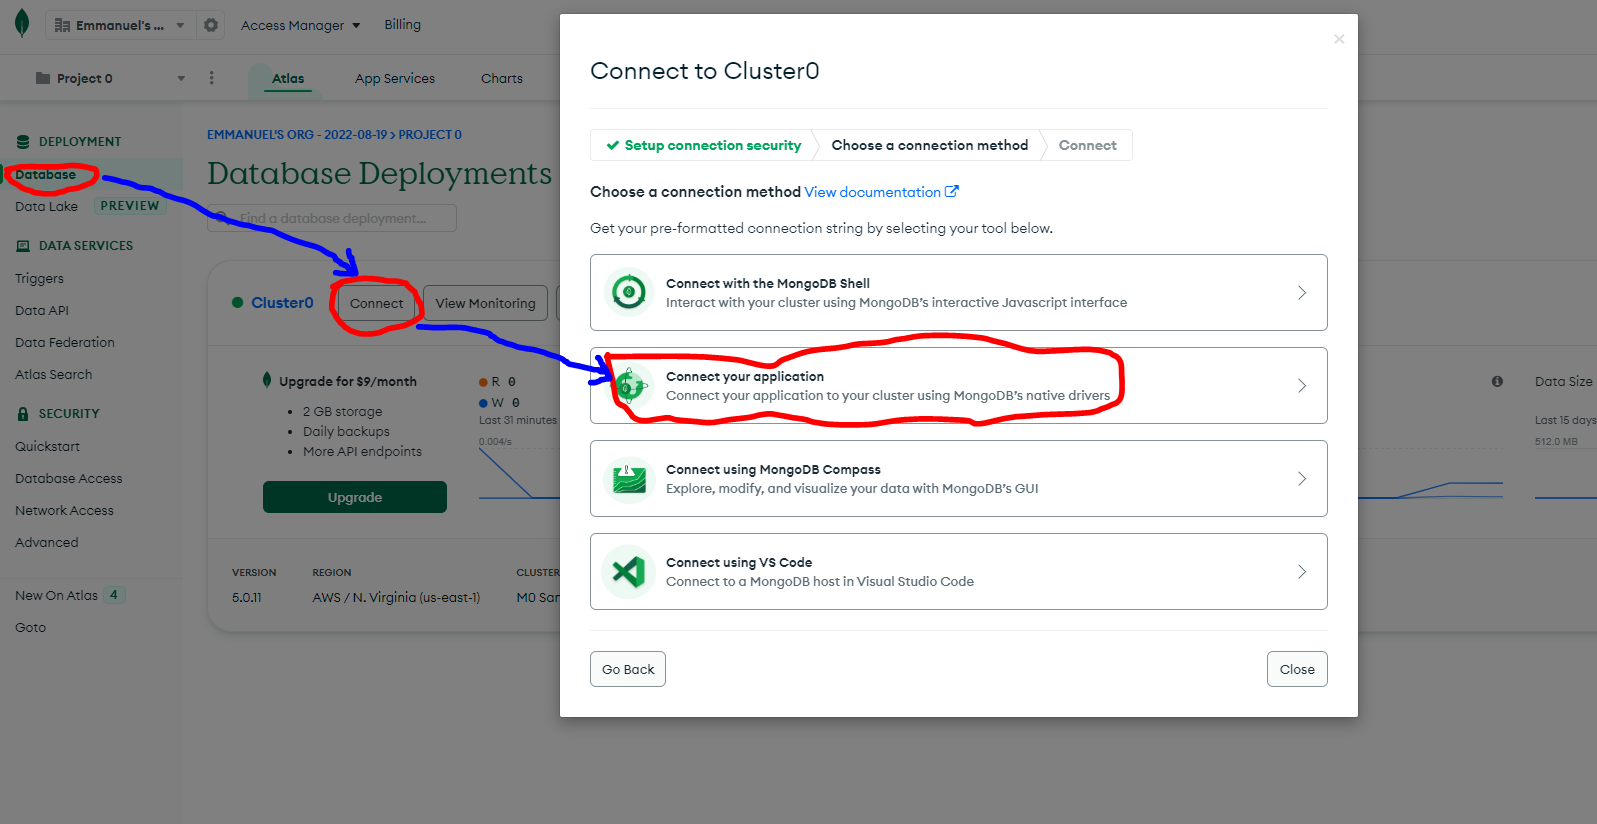 Emmanuel's ...
Access Manager
Billing
Project 0
Atlas
App Services
Charts
DEPLOYMENT
Database
Data Lake
PREVIEW
DATA SERVICES
Triggers
Data API
Data Federation
Atlas Search
SECURITY
Quickstart
Database Access
Network Access
Advanced
New On Atlas 4
Goto
EMMANUEL'S ORG - 2022-08-19 > PROJECT 0
Database Deployments
Find a database deployment...
Cluster0
Connect
View Monitoring
Upgrade for $9/month
• 2 GB storage
• Daily backups
• More API endpoints
Upgrade
R 0
W 0
Last 31 minutes
0.004/s
VERSION
5.0.11
REGION
AWS / N. Virginia (us-east-1)
CLUSTER
M0 San
Connect to Cluster0
Setup connection security
Choose a connection method
Connect
Choose a connection method View documentation
Get your pre-formatted connection string by selecting your tool below.
Connect with the MongoDB Shell
Interact with your cluster using MongoDB's interactive Javascript interface
Connect your application
Connect your application to your cluster using MongoDB's native drivers
Connect using MongoDB Compass
Explore, modify, and visualize your data with MongoDB's GUI
Connect using VS Code
Connect to a MongoDB host in Visual Studio Code
Go Back
Close
Data Size
Last 15 days
512.0 MB